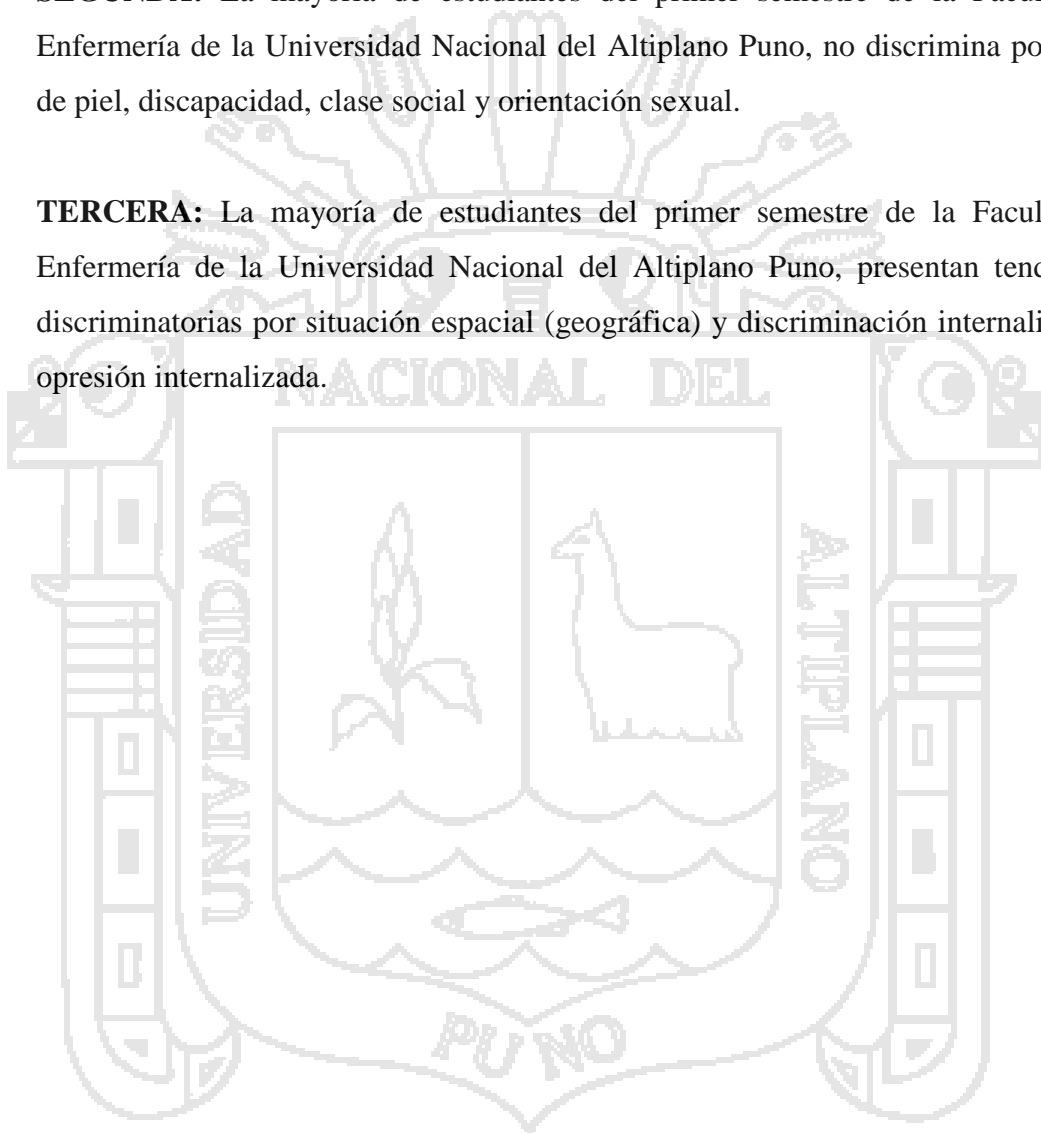 SEGUNDA: La mayoría de estudiantes del primer semestre de la Facul
Enfermería de la Universidad Nacional del Altiplano Puno, no discrimina po
de piel, discapacidad, clase social y orientación sexual.
TERCERA: La mayoría de estudiantes del primer semestre de la Facul
Enfermería de la Universidad Nacional del Altiplano Puno, presentan tend
discriminatorias por situación espacial (geográfica) y discriminación internali
opresión internalizada.
NACIONAL DEL
UNIVERSIDAD
ALTIPLANO
PUNO